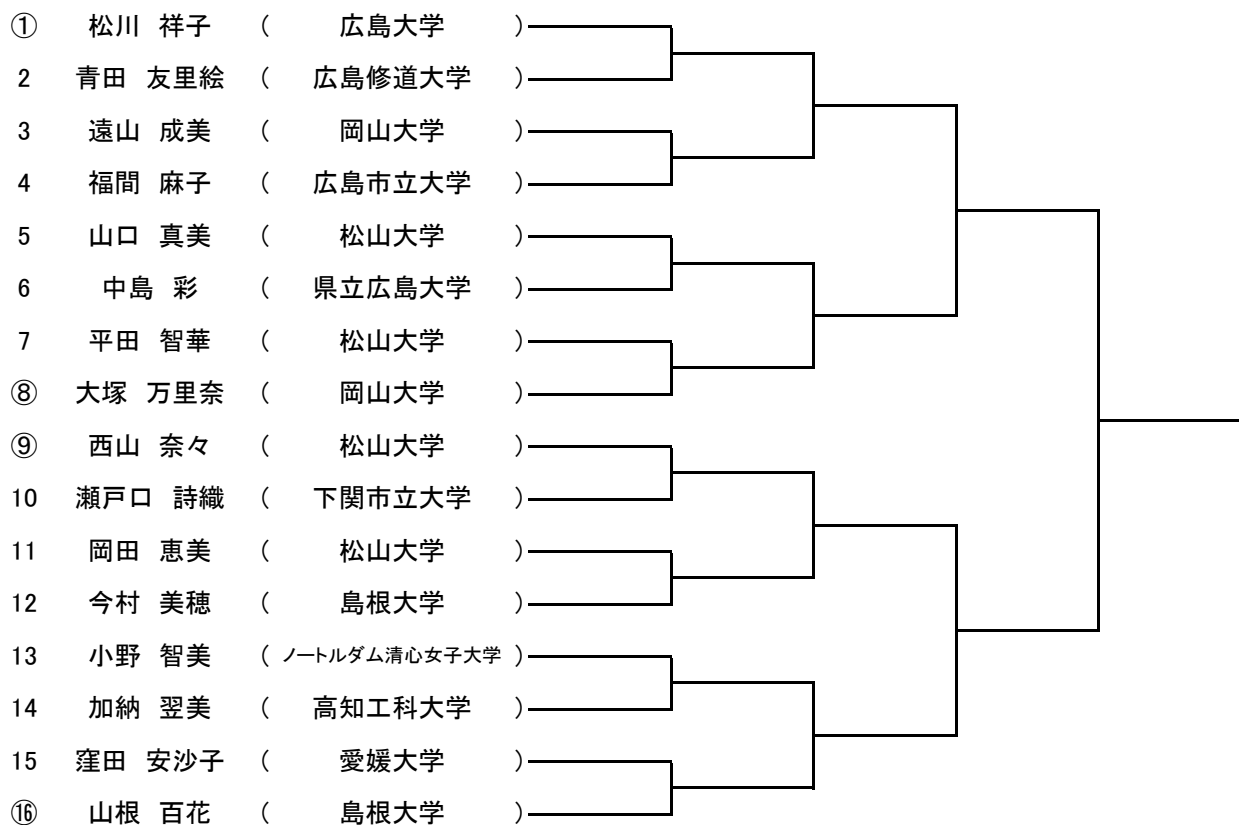 ① 松川 祥子 ( 広島大学 )
2 青田 友里絵 ( 広島修道大学 )
3 遠山 成美 ( 岡山大学 )
4 福間 麻子 ( 広島市立大学 )
5 山口 真美 ( 松山大学 )
6 中島 彩 ( 県立広島大学 )
7 平田 智華 ( 松山大学 )
⑧ 大塚 万里奈 ( 岡山大学 )
⑨ 西山 奈々 ( 松山大学 )
10 瀬戸口 詩織 ( 下関市立大学 )
11 岡田 恵美 ( 松山大学 )
12 今村 美穂 ( 島根大学 )
13 小野 智美 ( ノートルダム清心女子大学 )
14 加納 翌美 ( 高知工科大学 )
15 窪田 安沙子 ( 愛媛大学 )
⑯ 山根 百花 ( 島根大学 )